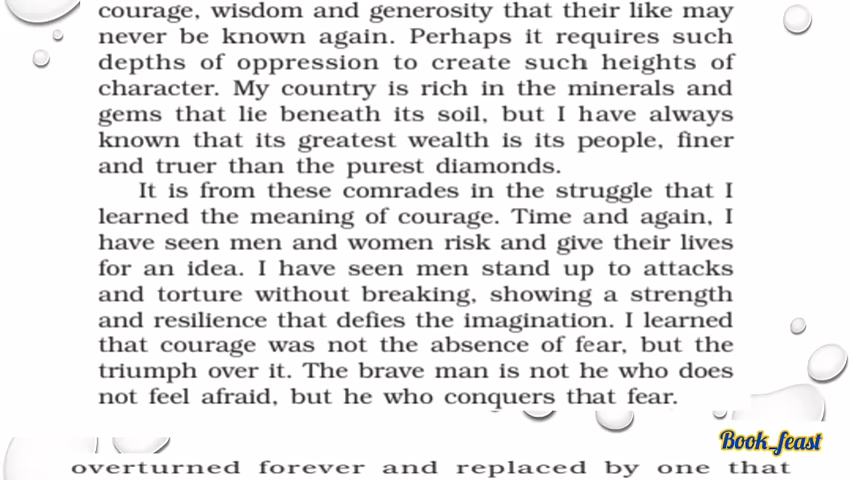 courage, wisdom and generosity that their like may
never be known again. Perhaps it requires such
depths of oppression to create such heights of
character. My country is rich in the minerals and
gems that lie beneath its soil, but I have always
known that its greatest wealth is its people, finer
and truer than the purest diamonds.
It is from these comrades in the struggle that I
learned the meaning of courage. Time and again, I
have seen men and women risk and give their lives
for an idea. I have seen men stand up to attacks
and torture without breaking, showing a strength
and resilience that defies the imagination. I learned
that courage was not the absence of fear, but the
triumph over it. The brave man is not he who does
not feel afraid, but he who conquers that fear.
Book_feast
overturned forever and replaced by one that